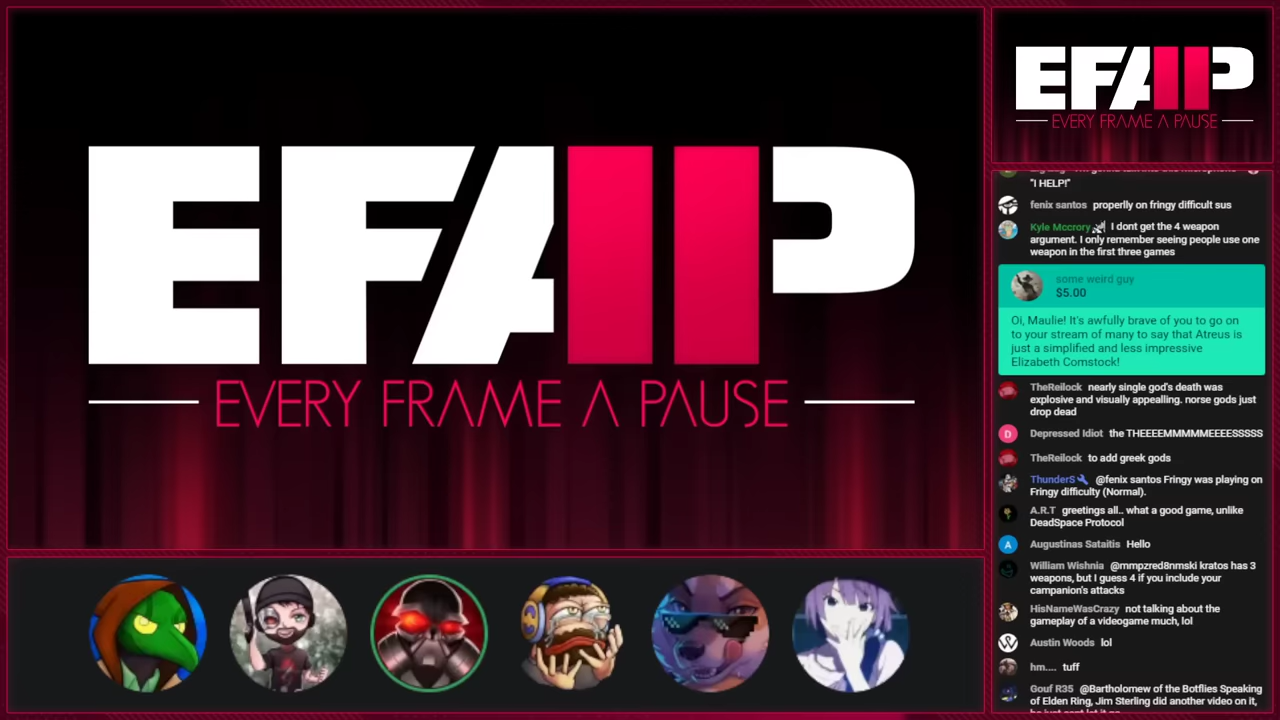 EFAP
EVERY FRAME A PAUSE
EFAP
EVERY FRAME A PAUSE
"I HELP!"
fenix santos properlly on fringy difficult sus
Kyle Mccrory I dont get the 4 weapon
argument. I only remember seeing people use one
weapon in the first three games
some weird guy
$5.00
Oi, Maulie! It's awfully brave of you to go on
to your stream of many to say that Atreus is
just a simplified and less impressive
Elizabeth Comstock!
TheReilock nearly single god's death was
explosive and visually appealling. norse gods just
drop dead
D
Depressed Idiot the THEEEEMMMMMEEEESSSSS
TheReilock to add greek gods
ThunderS @fenix santos Fringy was playing on
Fringy difficulty (Normal).
A.R.T greetings all.. what a good game, unlike
DeadSpace Protocol
A
Augustinas Sataitis Hello
William Wishnia @mmpzred8nmski kratos has 3
weapons, but I guess 4 if you include your
campanion's attacks
HisNameWasCrazy not talking about the
gameplay of a videogame much, lol
Austin Woods lol
hm.... tuff
Gouf R35 @Bartholomew of the Botflies Speaking
of Elden Ring, Jim Sterling did another video on it,